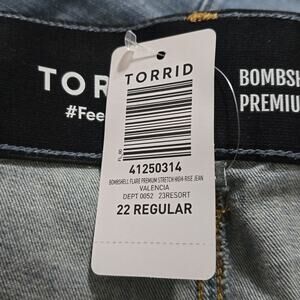 TORRID
#Fee
BOMBSH
PREMIU
TORRID
FL_RD
41250314
BOMBSHELL FLARE PREMIUM STRETCH HIGH-RISE JEAN
VALENCIA
DEPT 0052 23RESORT
22 REGULAR